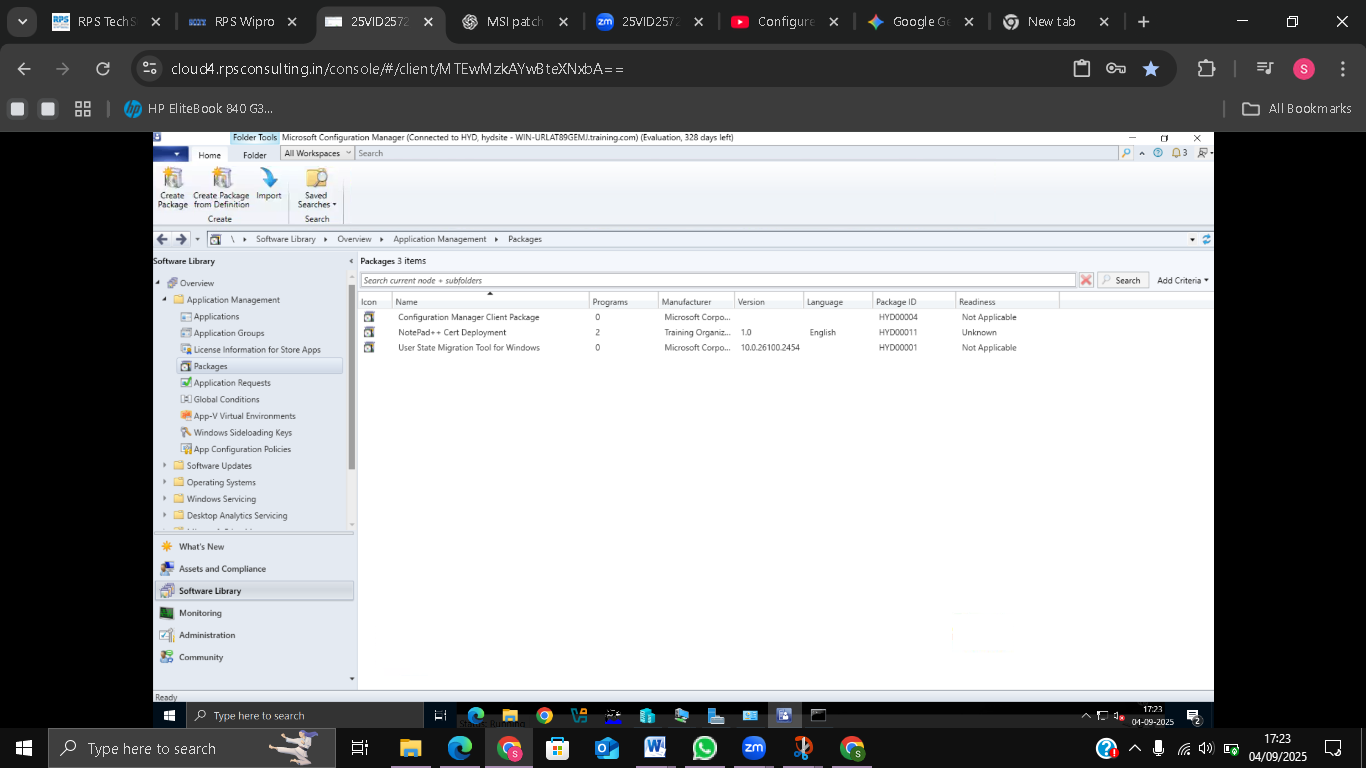 RPS TechS
RPS Wipro
25VID2572
MSI patch
25VID2572
Configure
Google Ge
New tab
cloud4.rpsconsulting.in/console/#/client/MTEwMzkAYwBteXNxbA==
S
HP EliteBook 840 G3...
All Bookmarks
Folder Tools
Microsoft Configuration Manager (Connected to HYD, hydsite - WIN-URLAT89GEMJ.training.com) (Evaluation, 328 days left)
Home
Folder
All Workspaces
Search
3
Create Package
Create Package from Definition
Import
Saved Searches
Create
Search
\ Software Library Overview Application Management Packages
Software Library
Overview
Application Management
Applications
Application Groups
License Information for Store Apps
Packages
Application Requests
Global Conditions
App-V Virtual Environments
Windows Sideloading Keys
App Configuration Policies
Software Updates
Operating Systems
Windows Servicing
Desktop Analytics Servicing
What's New
Assets and Compliance
Software Library
Monitoring
Administration
Community
Packages 3 items
Search current node + subfolders
Search
Add Criteria
Icon Name Programs Manufacturer Version Language Package ID Readiness
Configuration Manager Client Package 0 Microsoft Corpo... HYD00004 Not Applicable
NotePad++ Cert Deployment 2 Training Organiz... 1.0 English HYD00011 Unknown
User State Migration Tool for Windows 0 Microsoft Corpo... 10.0.26100.2454 HYD00001 Not Applicable
Ready
Type here to search
17:23
04-09-2025
2
Type here to search
17:23
04/09/2025